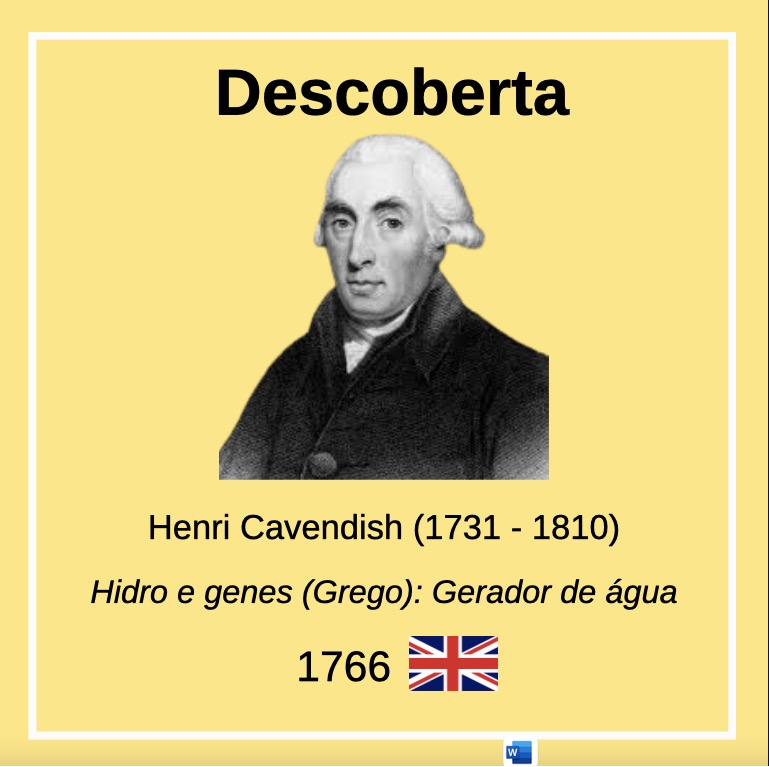 Descoberta
Henri Cavendish (1731 - 1810)
Hidro e genes (Grego): Gerador de água
1766
W